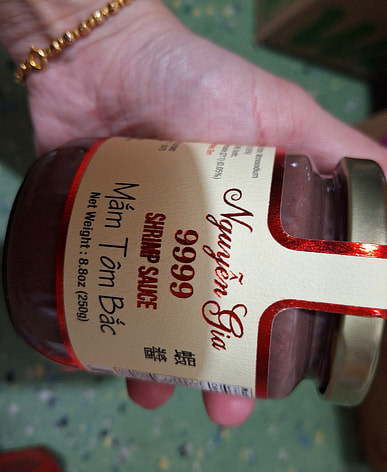 Nguyễn Gia
9999
SHRIMP SAUCE
蝦醬
Mắm Tôm Bắc
Net Weight : 8.8oz (250g)